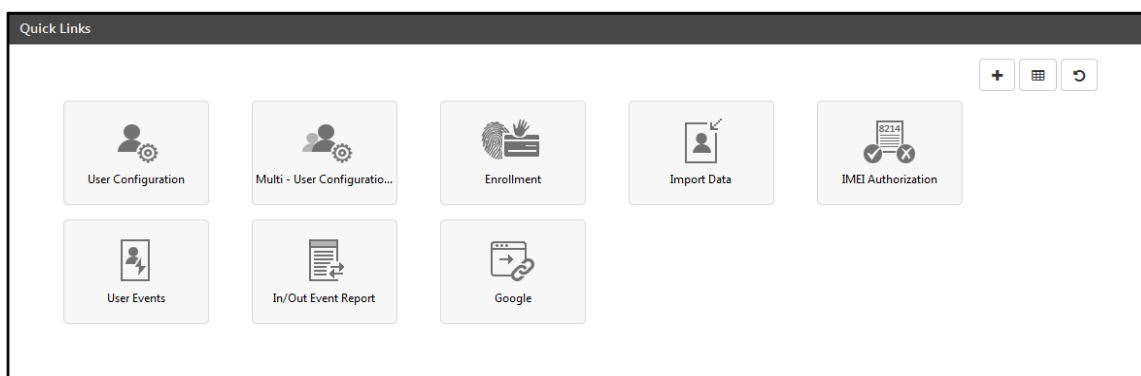 Quick Links
User Configuration
Multi - User Configuratio...
Enrollment
8214
Import Data
IMEI Authorization
User Events
In/Out Event Report
Google